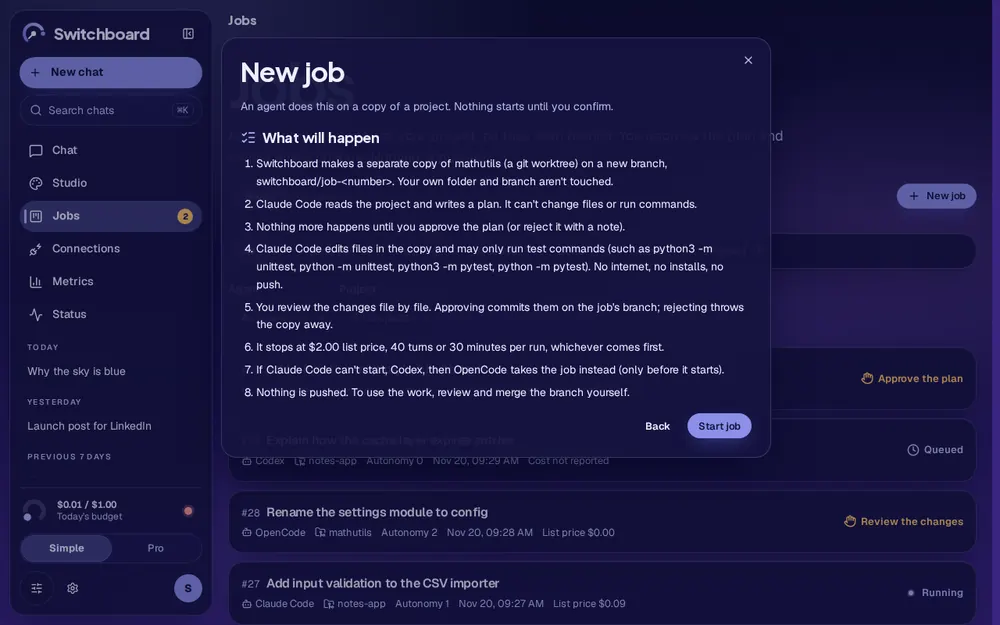 Switchboard
New chat
Search chats
⌘K
Chat
Studio
Jobs
2
Connections
Metrics
Status
TODAY
Why the sky is blue
YESTERDAY
Launch post for LinkedIn
PREVIOUS 7 DAYS
$0.01 / $1.00
Today's budget
Simple
Pro
S
Jobs
New job
An agent does this on a copy of a project. Nothing starts until you confirm.
What will happen
1. Switchboard makes a separate copy of mathutils (a git worktree) on a new branch,
switchboard/job-<number>. Your own folder and branch aren't touched.
2. Claude Code reads the project and writes a plan. It can't change files or run commands.
3. Nothing more happens until you approve the plan (or reject it with a note).
4. Claude Code edits files in the copy and may only run test commands (such as python3 -m
unittest, python -m unittest, python3 -m pytest, python -m pytest). No internet, no installs, no
push.
5. You review the changes file by file. Approving commits them on the job's branch; rejecting throws
the copy away.
6. It stops at $2.00 list price, 40 turns or 30 minutes per run, whichever comes first.
7. If Claude Code can't start, Codex, then OpenCode takes the job instead (only before it starts).
8. Nothing is pushed. To use the work, review and merge the branch yourself.
Back
Start job
New job
Approve the plan
Explain how the cache layer expires entries
Codex notes-app Autonomy 0 Nov 20, 09:29 AM Cost not reported
Queued
#28 Rename the settings module to config
OpenCode mathutils Autonomy 2 Nov 20, 09:28 AM List price $0.00
Review the changes
#27 Add input validation to the CSV importer
Claude Code notes-app Autonomy 1 Nov 20, 09:27 AM List price $0.09
Running